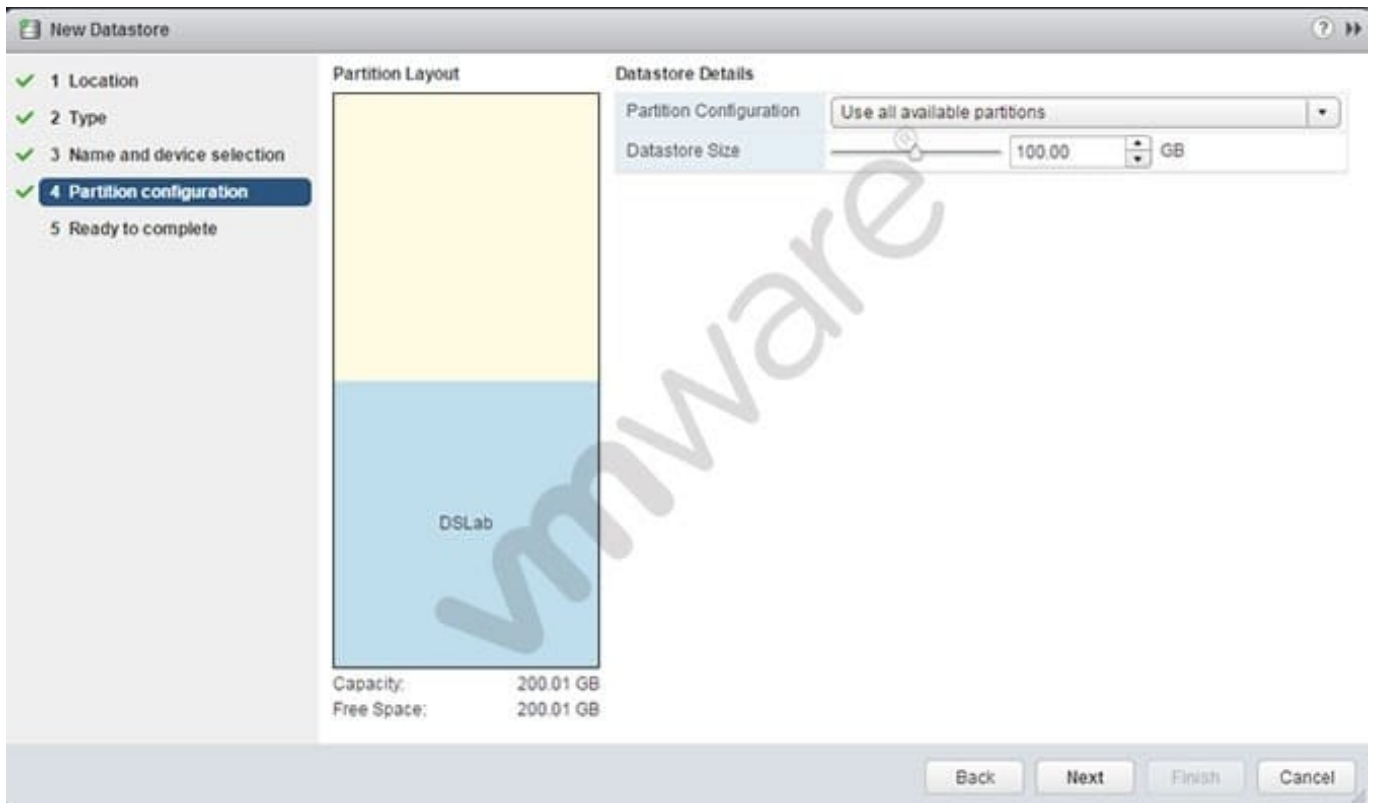 New Datastore
1 Location
2 Type
3 Name and device selection
4 Partition configuration
5 Ready to complete
Partition Layout
DSLab
Capacity: 200.01 GB
Free Space: 200.01 GB
Datastore Details
Partition Configuration Use all available partitions
Datastore Size 100.00 GB
vmware®
Back Next Finish Cancel